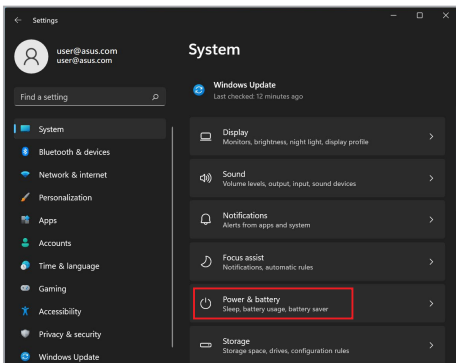 Settings
user@asus.com
user@asus.com
Find a setting
System
Bluetooth & devices
Network & internet
Personalization
Apps
Accounts
Time & language
Gaming
Accessibility
Privacy & security
Windows Update
System
Windows Update
Last checked: 12 minutes ago
Display
Monitors, brightness, night light, display profile
Sound
Volume levels, output, input, sound devices
Notifications
Alerts from apps and system
Focus assist
Notifications, automatic rules
Power & battery
Sleep, battery usage, battery saver
Storage
Storage space, drives, configuration rules